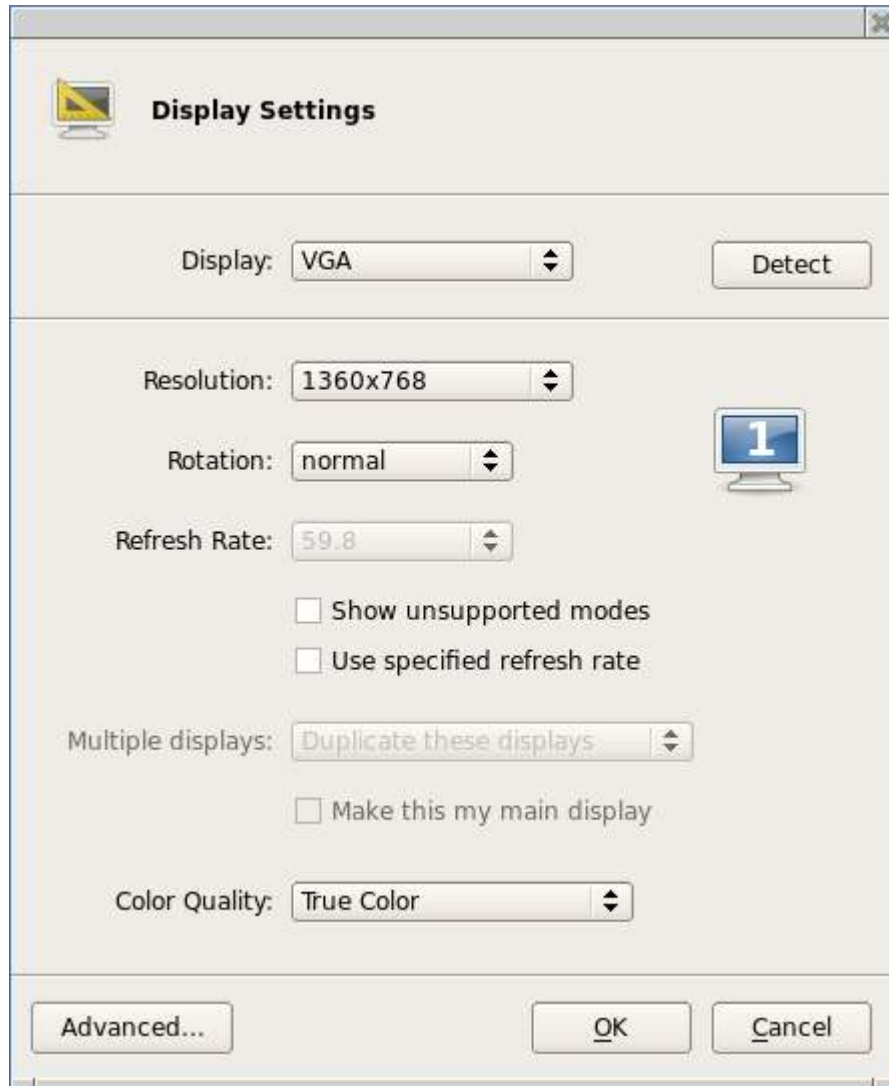 Display Settings
Display: VGA Detect
Resolution: 1360x768
1
Rotation: normal
Refresh Rate: 59.8
Show unsupported modes
Use specified refresh rate
Multiple displays: Duplicate these displays
Make this my main display
Color Quality: True Color
Advanced... OK Cancel